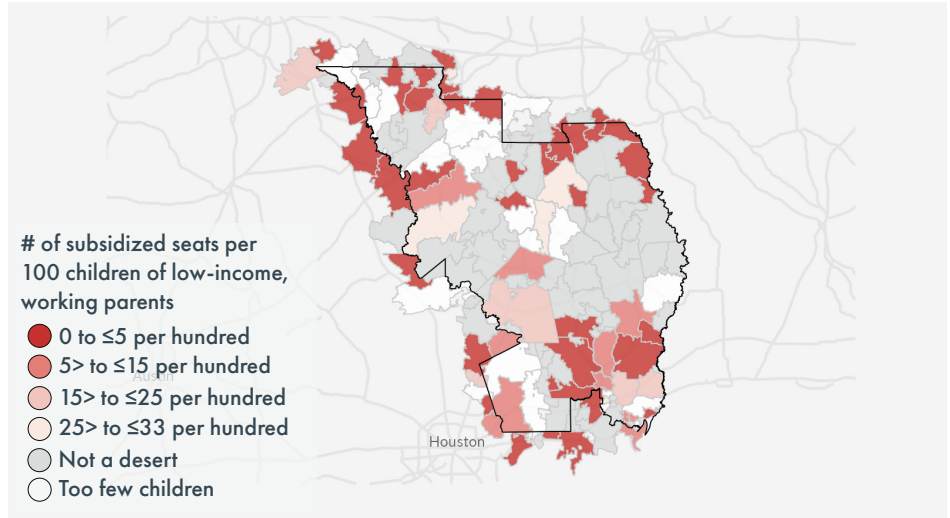 # of subsidized seats per
100 children of low-income,
working parents
0 to ≤5 per hundred
5> to ≤15 per hundred
Austin
15> to ≤25 per hundred
25> to ≤33 per hundred
Not a desert
Too few children
Houston